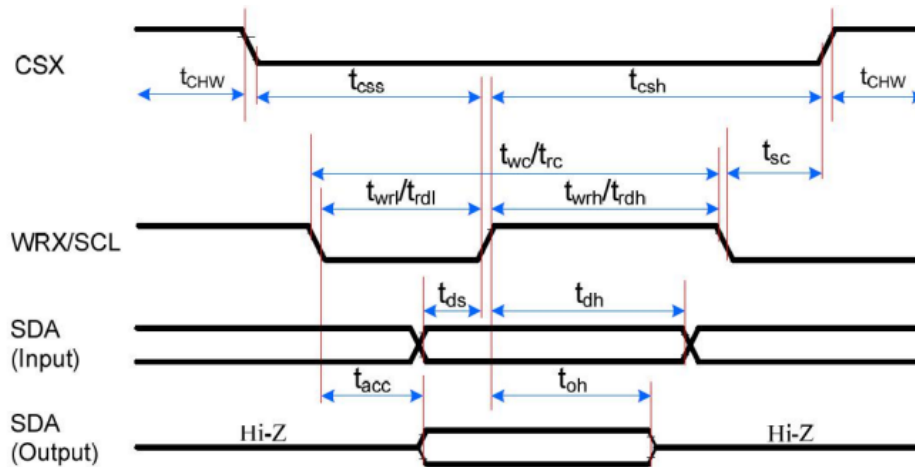 CSX
tCHW
tcss
tcsh
tCHW
twc/trc
tsc
twrl/trdl
twrh/trdh
WRX/SCL
tds
tdh
SDA
(Input)
tacc
toh
SDA
(Output)
Hi-Z
Hi-Z